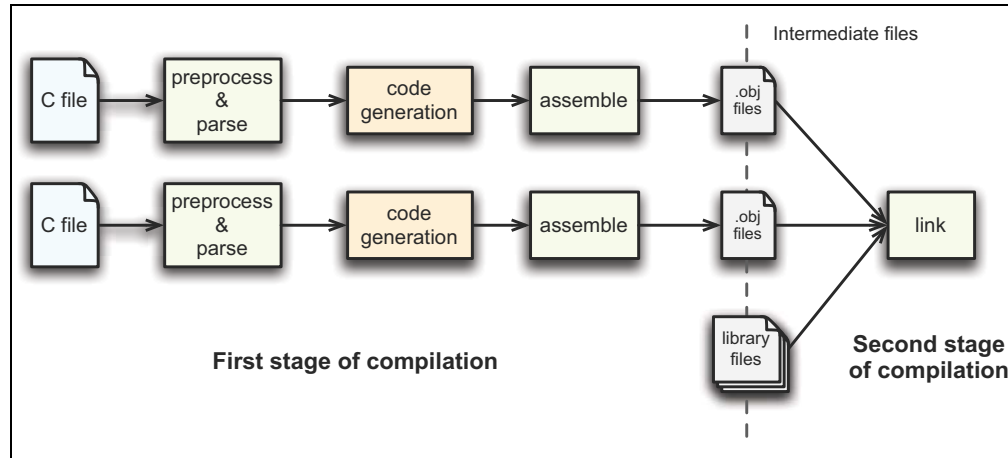 Intermediate files
C file
preprocess
&
parse
code
generation
assemble
.obj
files
C file
preprocess
&
parse
code
generation
assemble
.obj
files
link
library
files
First stage of compilation
Second stage
of compilation